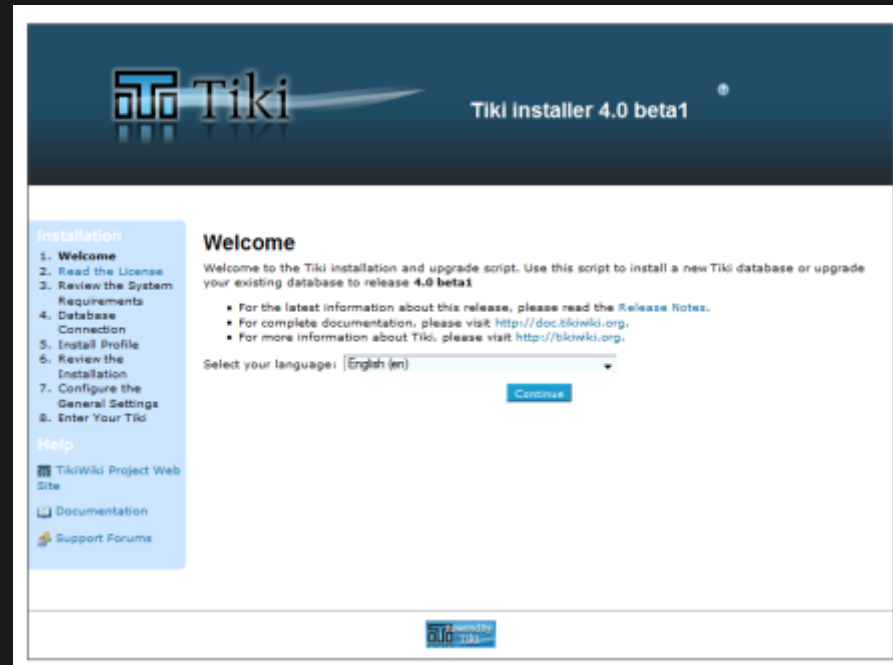 Tiki
Tiki installer 4.0 beta1
Installation
1. Welcome
2. Read the License
3. Review the System
Requirements
4. Database
Connection
5. Install Profile
6. Review the
Installation
7. Configure the
General Settings
8. Enter Your Tiki
Help
TikiWiki Project Web
Site
Documentation
Support Forums
Welcome
Welcome to the Tiki installation and upgrade script. Use this script to install a new Tiki database or upgrade
your existing database to release 4.0 beta1
• For the latest information about this release, please read the Release Notes.
• For complete documentation, please visit http://doc.tikiwiki.org.
• For more information about Tiki, please visit http://tikiwiki.org.
Select your language: English (en)
Continue
powered by
Tiki